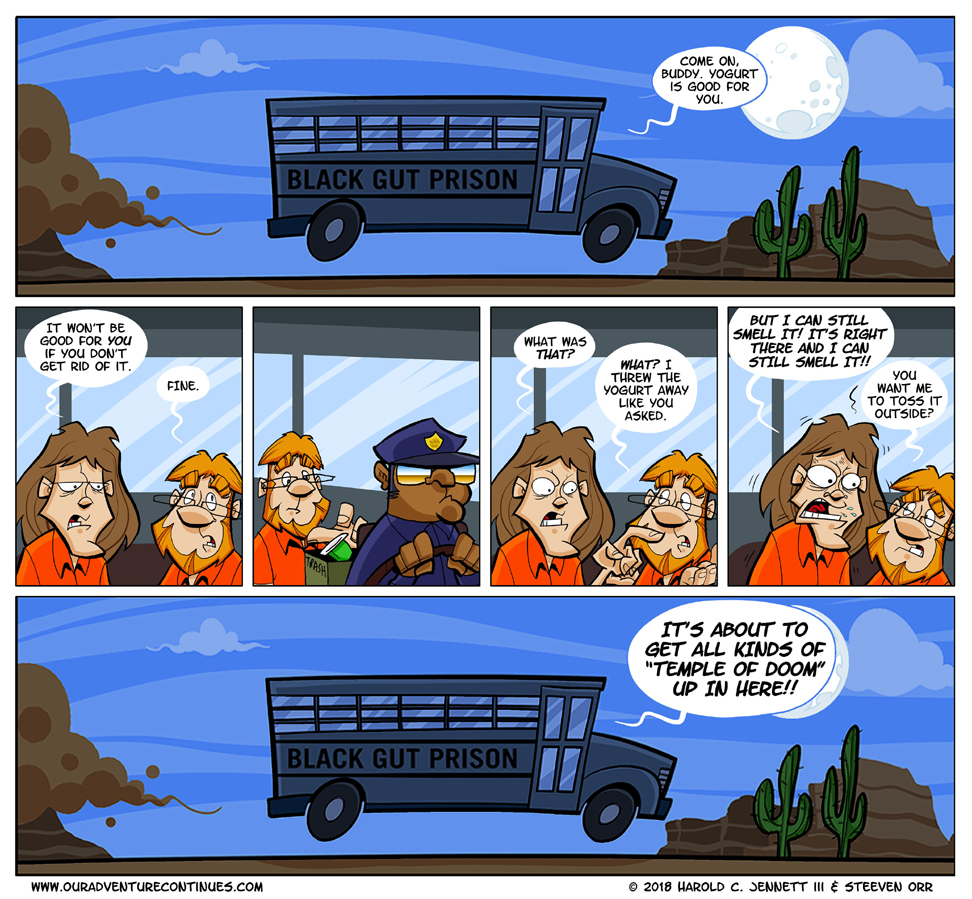 COME ON,
BUDDY. YOGURT
IS GOOD FOR
YOU.
BLACK GUT PRISON
IT WON'T BE
GOOD FOR YOU
IF YOU DON'T
GET RID OF IT.
FINE.
TRASH
WHAT WAS
THAT?
WHAT? I
THREW THE
YOGURT AWAY
LIKE YOU
ASKED.
BUT I CAN STILL
SMELL IT! IT'S RIGHT
THERE AND I CAN
STILL SMELL IT!!
YOU
WANT ME
TO TOSS IT
OUTSIDE?
IT'S ABOUT TO
GET ALL KINDS OF
"TEMPLE OF DOOM"
UP IN HERE!!
BLACK GUT PRISON
WWW.OURADVENTURECONTINUES.COM
© 2018 HAROLD C. JENNETT III & STEEVEN ORR